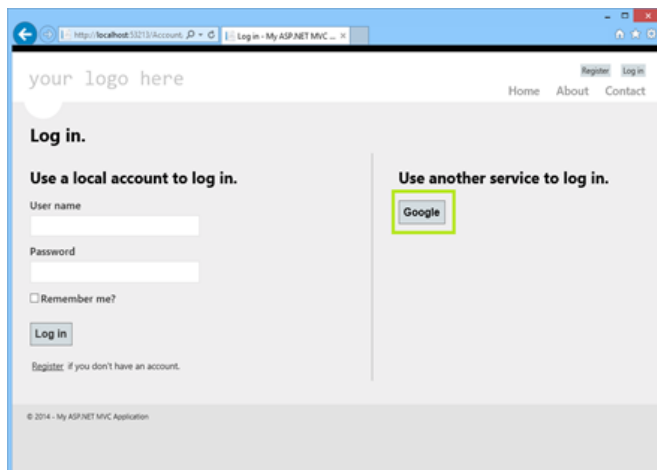 http://localhost:53213/Account
Log in - My ASP.NET MVC ...
your logo here
Register Log in
Home About Contact
Log in.
Use a local account to log in.
User name
Password
Remember me?
Log in
Register if you don't have an account.
Use another service to log in.
Google
© 2014 - My ASP.NET MVC Application